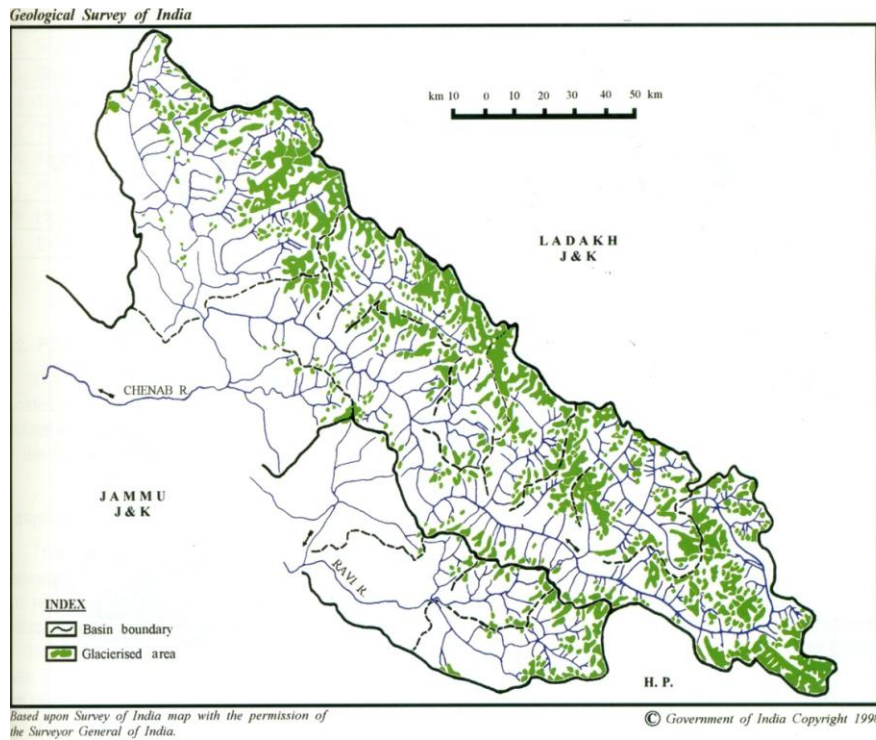 Geological Survey of India
km 10 0 10 20 30 40 50 km
LADAKH
J & K
CHENAB R.
JAMMU
J & K
RAVI R.
INDEX
Basin boundary
Glacierised area
H. P.
Based upon Survey of India map with the permission of
the Surveyor General of India.
© Government of India Copyright